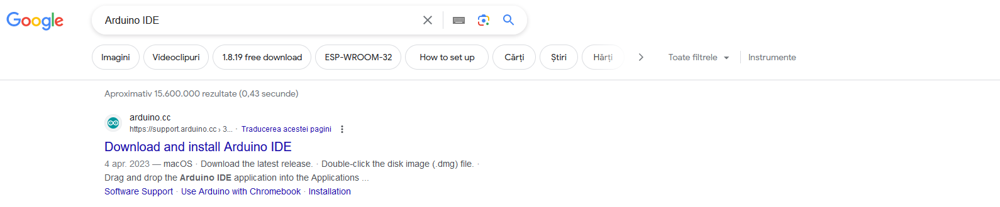 Google
Arduino IDE
Imagini Videoclipuri 1.8.19 free download ESP-WROOM-32 How to set up Cărți Știri Hărți Toate filtrele Instrumente
Aproximativ 15.600.000 rezultate (0,43 secunde)
arduino.cc
https://support.arduino.cc › 3... · Traducerea acestei pagini
Download and install Arduino IDE
4 apr. 2023 — macOS · Download the latest release. · Double-click the disk image (.dmg) file. ·
Drag and drop the Arduino IDE application into the Applications ...
Software Support · Use Arduino with Chromebook · Installation